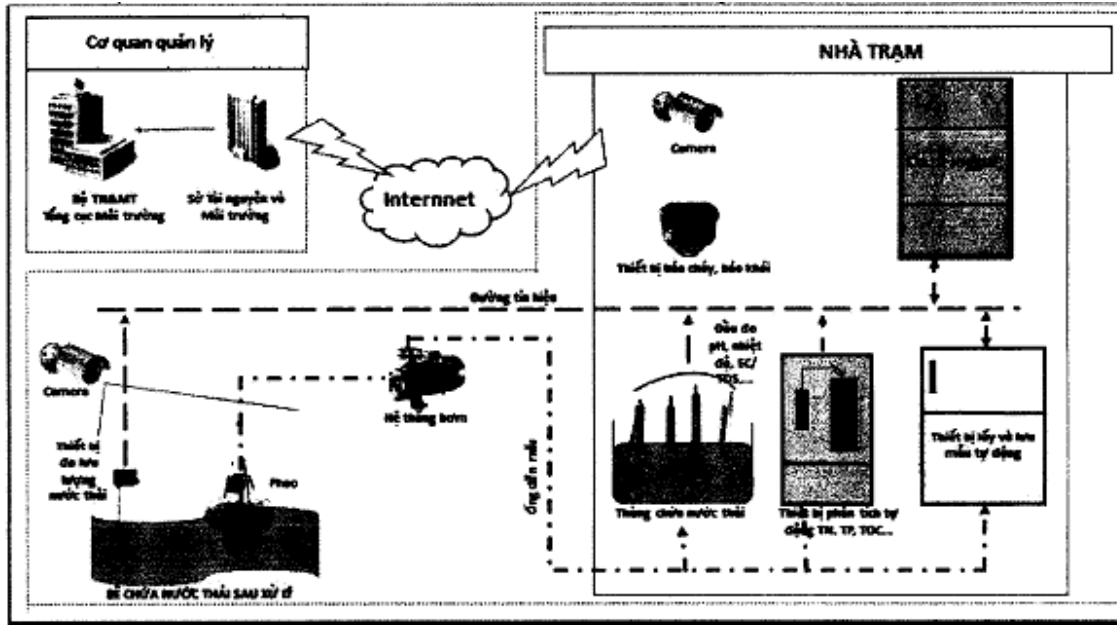 Cơ quan quản lý
NHÀ TRẠM
Bộ TN&MT
Tổng cục Môi trường
Sở Tài nguyên và
Môi trường
Internnet
Camera
Thiết bị báo cháy, báo khói
Đường tín hiệu
Camera
Hệ thống bơm
Đầu đo
pH, nhiệt
độ, EC/
TDS,...
Thiết bị
đo lưu
lượng
nước thải
Phao
Ống dẫn mẫu
Thùng chứa nước thải
Thiết bị phân tích tự
động TN, TP, TOC...
Thiết bị lấy và lưu
mẫu tự động
BỂ CHỨA NƯỚC THẢI SAU XỬ LÝ